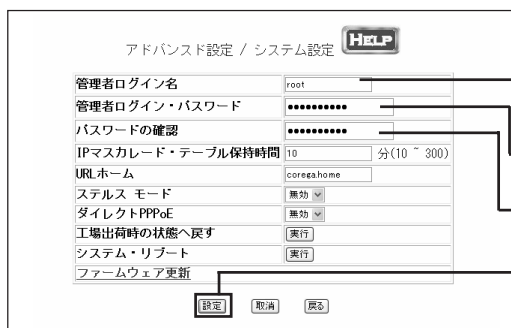 アドバンスド設定 / システム設定 HELP
管理者ログイン名 root
管理者ログイン・パスワード ••••••••••
パスワードの確認 ••••••••••
IPマスカレード・テーブル保持時間 10 分(10 ~ 300)
URLホーム corega.home
ステルス モード 無効
ダイレクトPPPoE 無効
工場出荷時の状態へ戻す 実行
システム・リブート 実行
ファームウェア更新
設定 取消 戻る